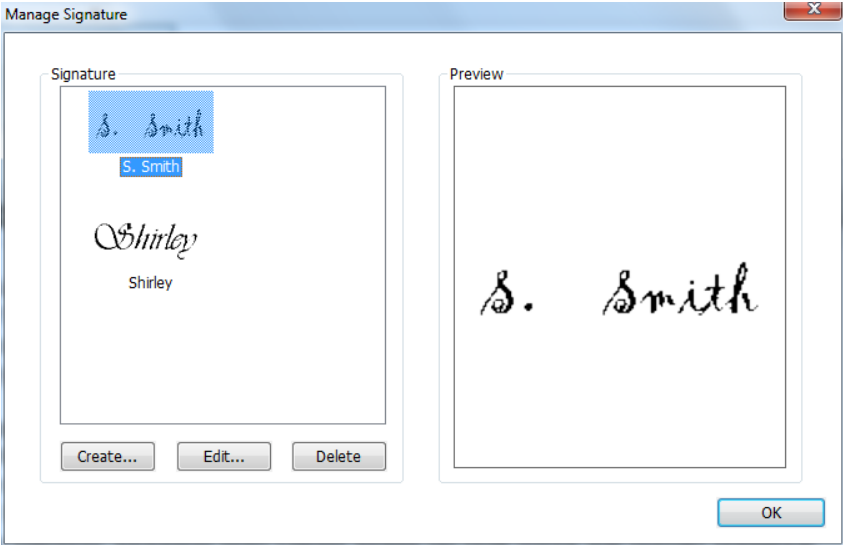 Manage Signature
X
Signature
S. Smith
S. Smith
Shirley
Shirley
Create... Edit... Delete
Preview
S. Smith
OK